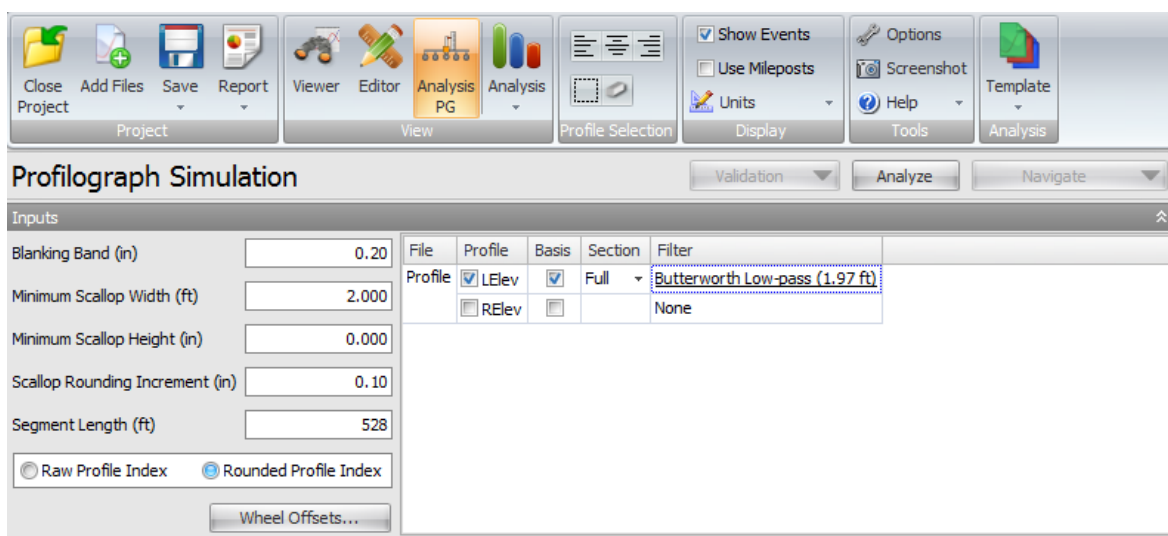 Close Project
Add Files
Save
Report
Project
Viewer
Editor
Analysis PG
Analysis
View
Profile Selection
Show Events
Use Mileposts
Units
Display
Options
Screenshot
Help
Tools
Template
Analysis
Profilograph Simulation
Validation
Analyze
Navigate
Inputs
Blanking Band (in) 0.20
Minimum Scallop Width (ft) 2.000
Minimum Scallop Height (in) 0.000
Scallop Rounding Increment (in) 0.10
Segment Length (ft) 528
Raw Profile Index Rounded Profile Index
Wheel Offsets...
File Profile Basis Section Filter
Profile LElev Full Butterworth Low-pass (1.97 ft)
RElev None